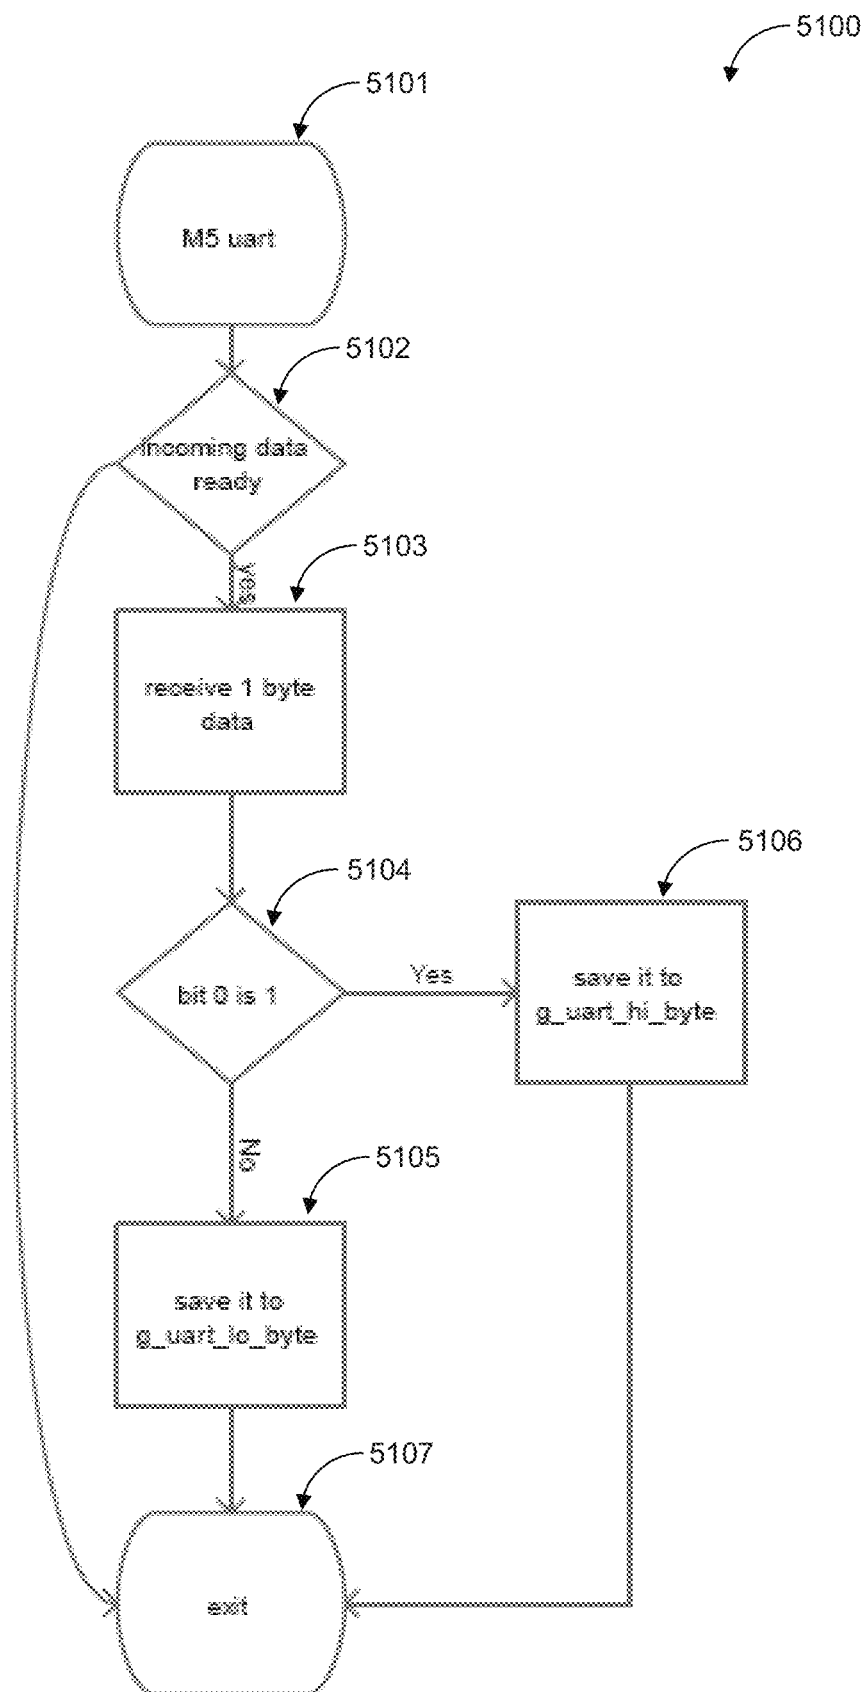 5100
5101
M5 uart
5102
incoming data
ready
yes
5103
receive 1 byte
data
5104
bit 0 is 1
Yes
5106
save it to
g_uart_hi_byte
No
5105
save it to
g_uart_lo_byte
5107
exit